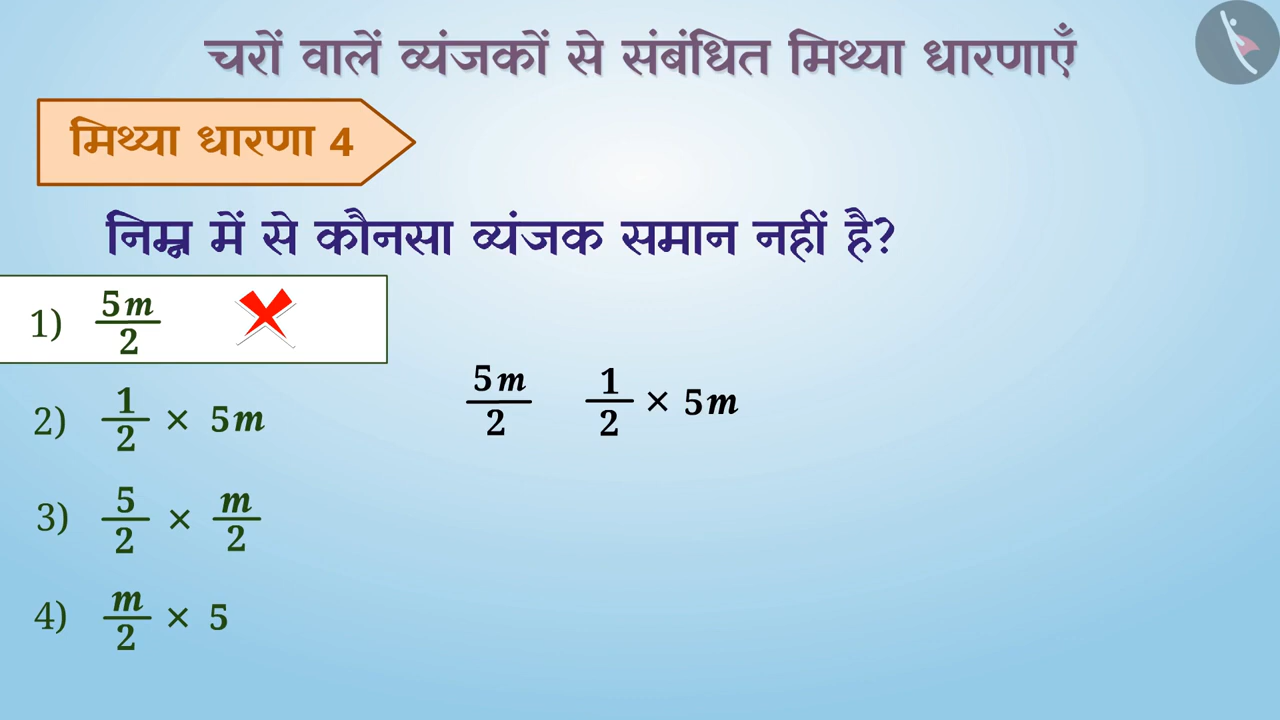 चरों वालें व्यंजकों से संबंधित मिथ्या धारणाएँ
मिथ्या धारणा 4
निम्न में से कौनसा व्यंजक समान नहीं है?
1) 5m/2
2) 1/2 × 5m
3) 5/2 × m/2
4) m/2 × 5
5m/2 1/2 × 5m